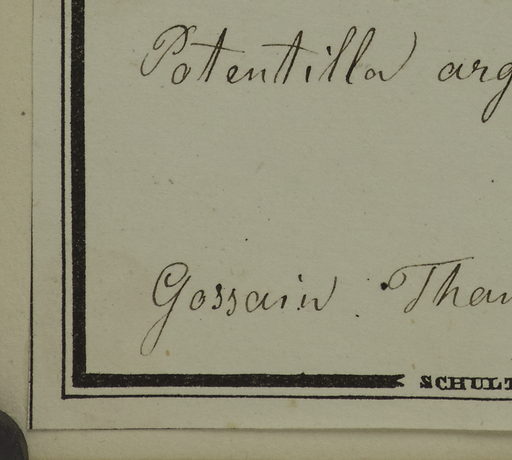 Potentilla arg
Gossain Than
SCHULT